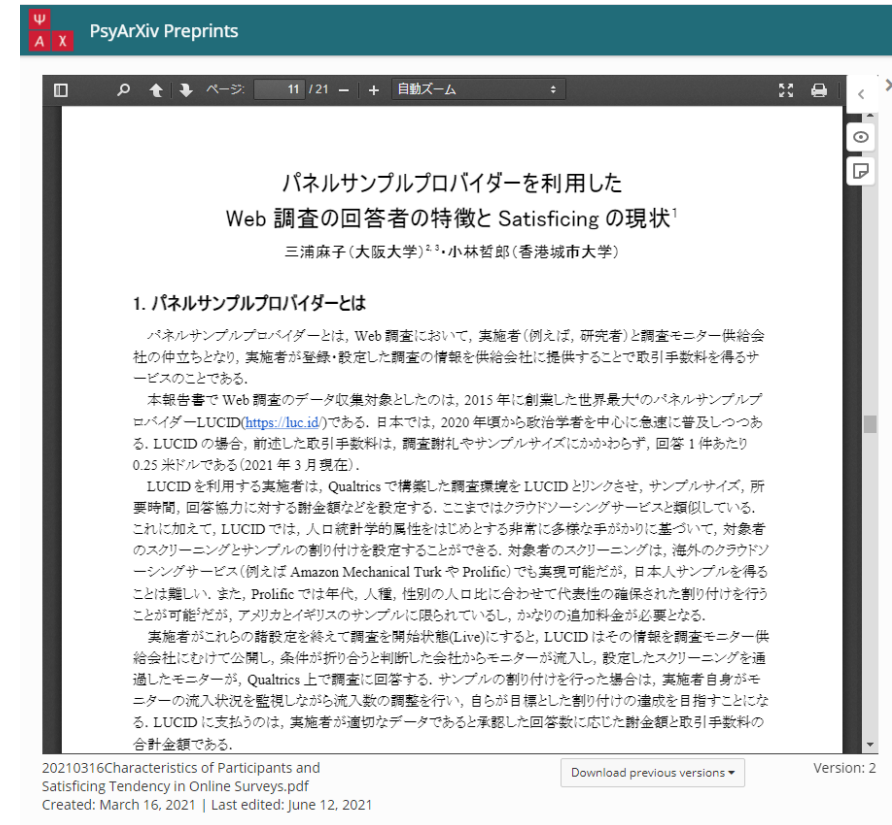 Ψ
A X
PsyArXiv Preprints
ページ: 11 / 21 − + 自動ズーム
パネルサンプルプロバイダーを利用した
Web 調査の回答者の特徴と Satisficing の現状1
三浦麻子(大阪大学)2, 3・小林哲郎(香港城市大学)
1. パネルサンプルプロバイダーとは
パネルサンプルプロバイダーとは, Web 調査において, 実施者(例えば, 研究者)と調査モニター供給会
社の仲立ちとなり, 実施者が登録・設定した調査の情報を供給会社に提供することで取引手数料を得るサ
ービスのことである.
本報告書で Web 調査のデータ収集対象としたのは, 2015 年に創業した世界最大4のパネルサンプルプ
ロバイダーLUCID(https://luc.id/)である. 日本では, 2020 年頃から政治学者を中心に急速に普及しつつあ
る. LUCID の場合, 前述した取引手数料は, 調査謝礼やサンプルサイズにかかわらず, 回答 1 件あたり
0.25 米ドルである(2021 年 3 月現在).
LUCID を利用する実施者は, Qualtrics で構築した調査環境を LUCID とリンクさせ, サンプルサイズ, 所
要時間, 回答協力に対する謝金額などを設定する. ここまではクラウドソーシングサービスと類似している.
これに加えて, LUCID では, 人口統計学的属性をはじめとする非常に多様な手がかりに基づいて, 対象者
のスクリーニングとサンプルの割り付けを設定することができる. 対象者のスクリーニングは, 海外のクラウドソ
ーシングサービス(例えば Amazon Mechanical Turk や Prolific)でも実現可能だが, 日本人サンプルを得る
ことは難しい. また, Prolific では年代, 人種, 性別の人口比に合わせて代表性の確保された割り付けを行う
ことが可能5だが, アメリカとイギリスのサンプルに限られているし, かなりの追加料金が必要となる.
実施者がこれらの諸設定を終えて調査を開始状態(Live)にすると, LUCID はその情報を調査モニター供
給会社にむけて公開し, 条件が折り合うと判断した会社からモニターが流入し, 設定したスクリーニングを通
過したモニターが, Qualtrics 上で調査に回答する. サンプルの割り付けを行った場合は, 実施者自身がモ
ニターの流入状況を監視しながら流入数の調整を行い, 自らが目標とした割り付けの達成を目指すことにな
る. LUCID に支払うのは, 実施者が適切なデータであると承認した回答数に応じた謝金額と取引手数料の
合計金額である.
20210316Characteristics of Participants and
Satisficing Tendency in Online Surveys.pdf
Created: March 16, 2021 | Last edited: June 12, 2021
Download previous versions
Version: 2